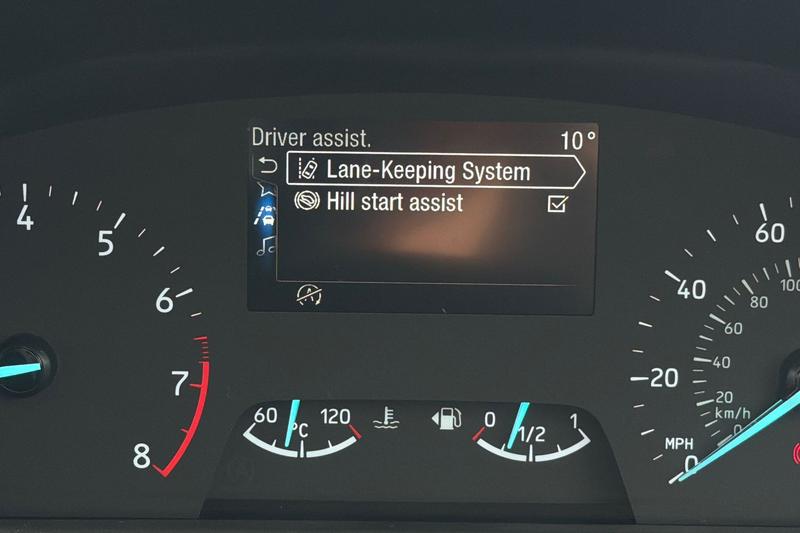 Driver assist. 10°
Lane-Keeping System
Hill start assist
A
4
5
6
7
8
60 120
°C
0 1/2 1
60
40
20
0
MPH
100
80
60
40
20
0
km/h